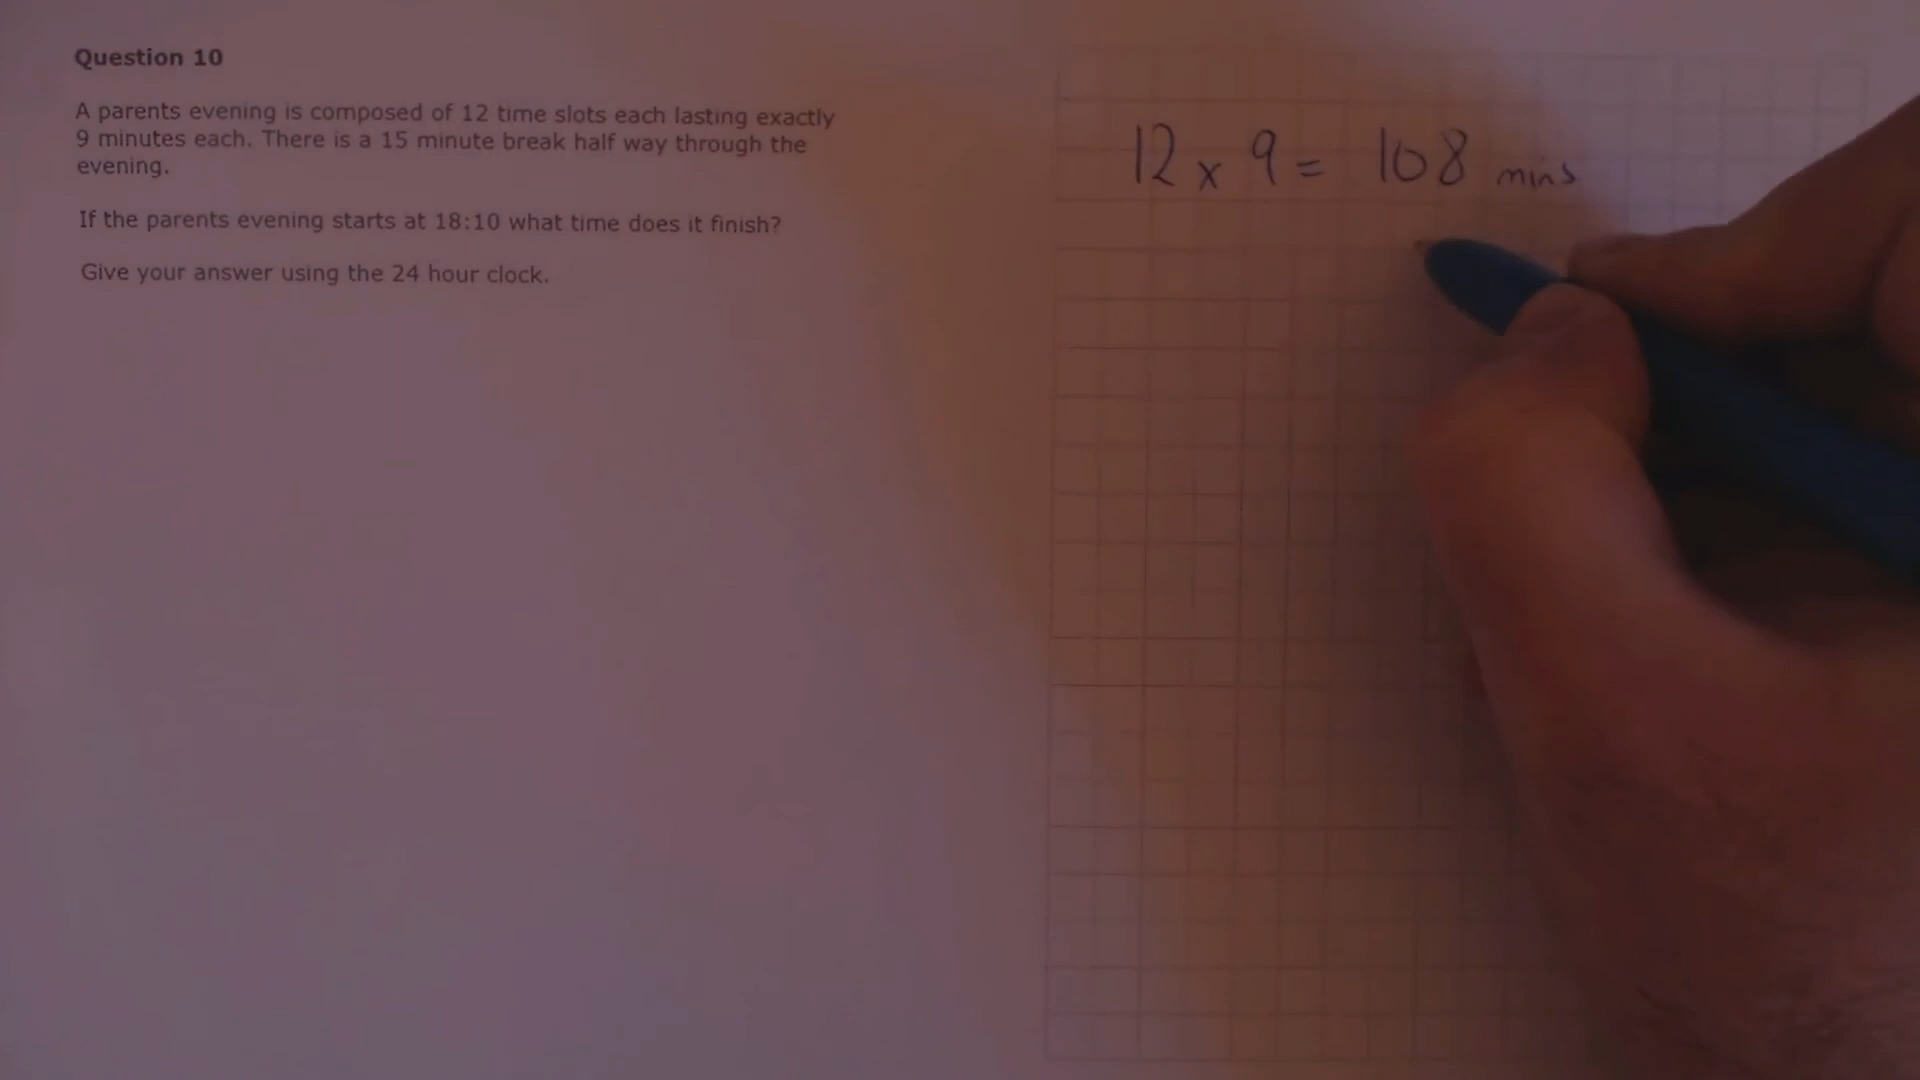 Question 10
A parents evening is composed of 12 time slots each lasting exactly
9 minutes each. There is a 15 minute break half way through the
evening.
If the parents evening starts at 18:10 what time does it finish?
Give your answer using the 24 hour clock.
12 x 9 = 108 mins